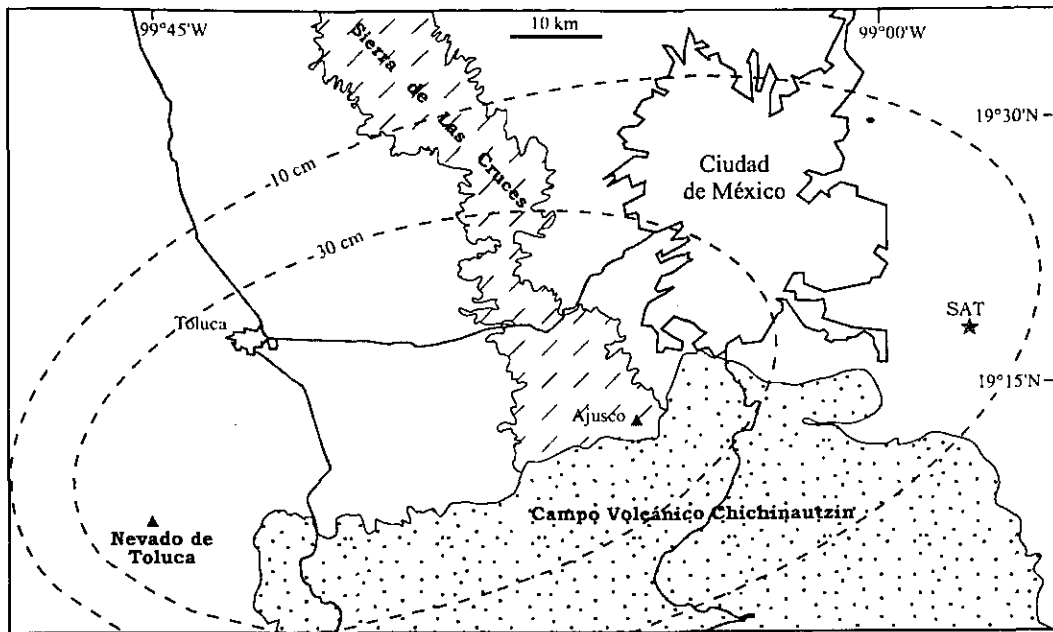 99°45'W
10 km
99°00'W
Sierra de Las Cruces
19°30'N
Ciudad
de México
10 cm
30 cm
SAT
Toluca
19°15'N
Ajusco
Campo Volcánico Chichinautzin
Nevado de
Toluca